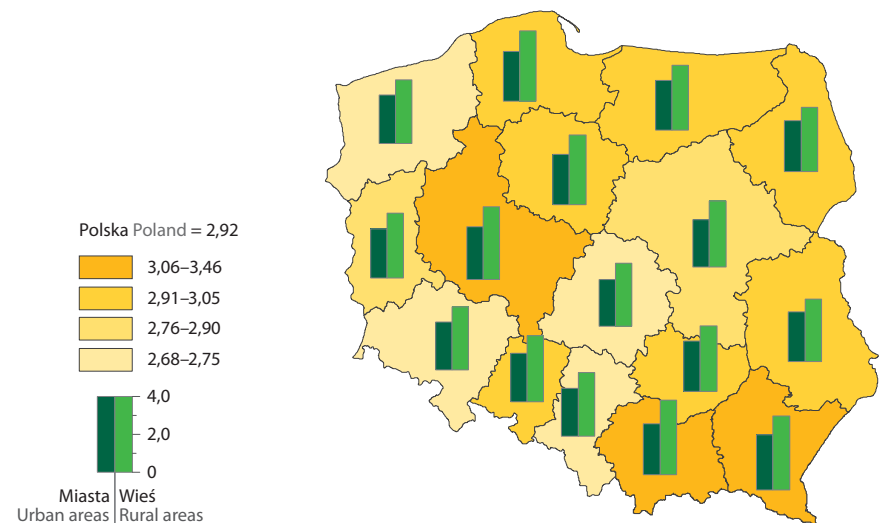 Polska Poland = 2,92
3,06–3,46
2,91–3,05
2,76–2,90
2,68–2,75
4,0
2,0
0
Miasta Wieś
Urban areas Rural areas